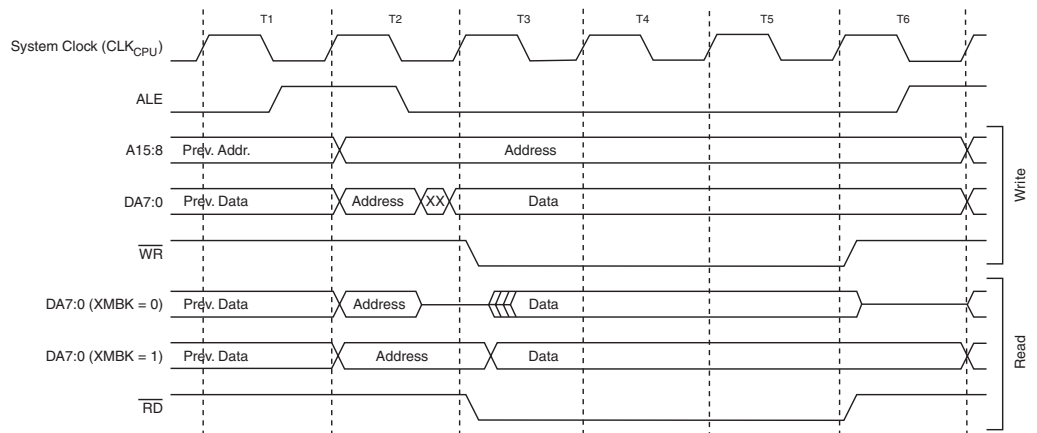 T1 T2 T3 T4 T5 T6
System Clock (CLKCPU)
ALE
A15:8 Prev. Addr. Address
DA7:0 Prev. Data Address XX Data
WR
Write
DA7:0 (XMBK = 0) Prev. Data Address Data
DA7:0 (XMBK = 1) Prev. Data Address Data
RD
Read